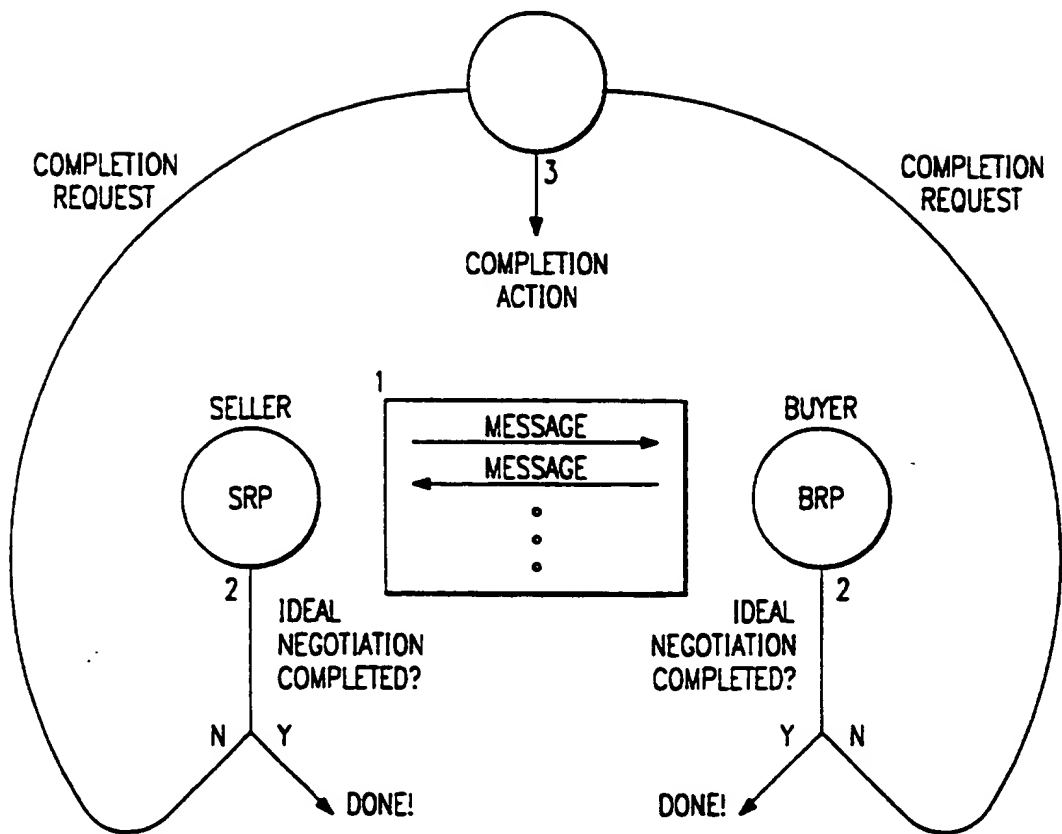 COMPLETION
REQUEST
COMPLETION
REQUEST
3
COMPLETION
ACTION
1
SELLER
BUYER
MESSAGE
MESSAGE
SRP
BRP
2
2
IDEAL
NEGOTIATION
COMPLETED?
IDEAL
NEGOTIATION
COMPLETED?
N Y
Y N
DONE!
DONE!